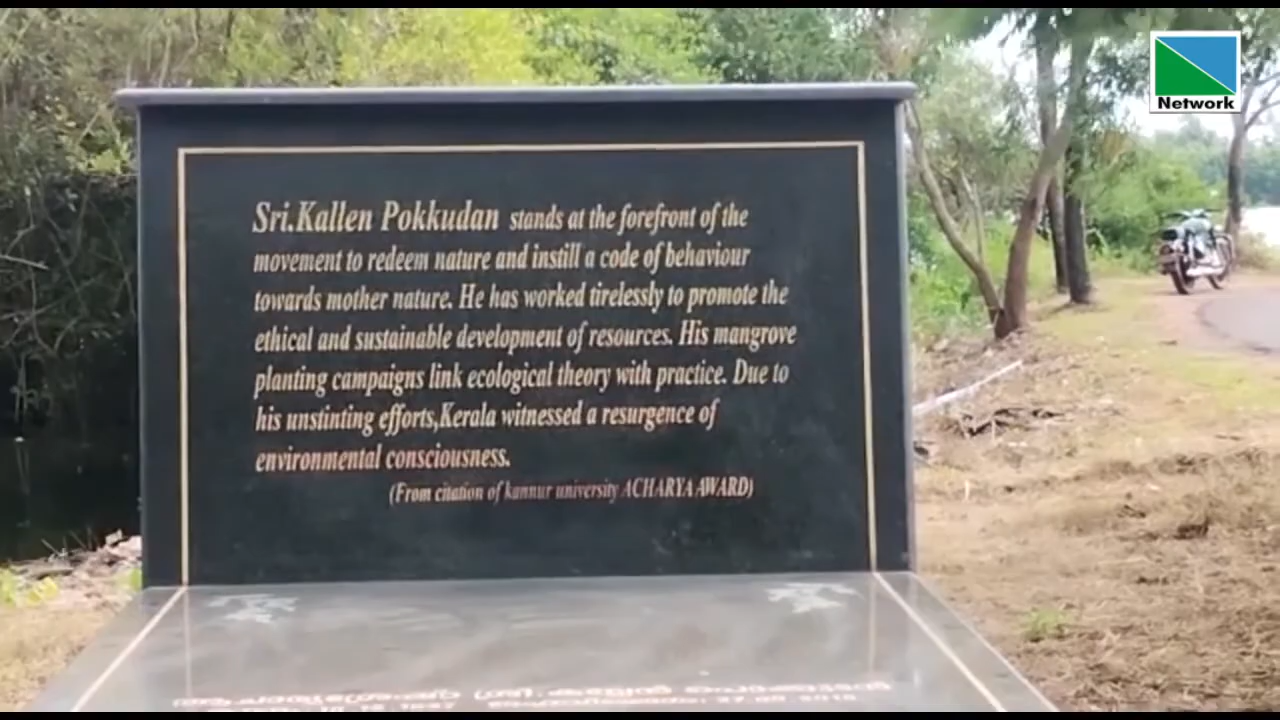 Network
Sri.Kallen Pokkudan stands at the forefront of the
movement to redeem nature and instill a code of behaviour
towards mother nature. He has worked tirelessly to promote the
ethical and sustainable development of resources. His mangrove
planting campaigns link ecological theory with practice. Due to
his unstinting efforts,Kerala witnessed a resurgence of
environmental consciousness.
(From citation of kannur university ACHARYA AWARD)